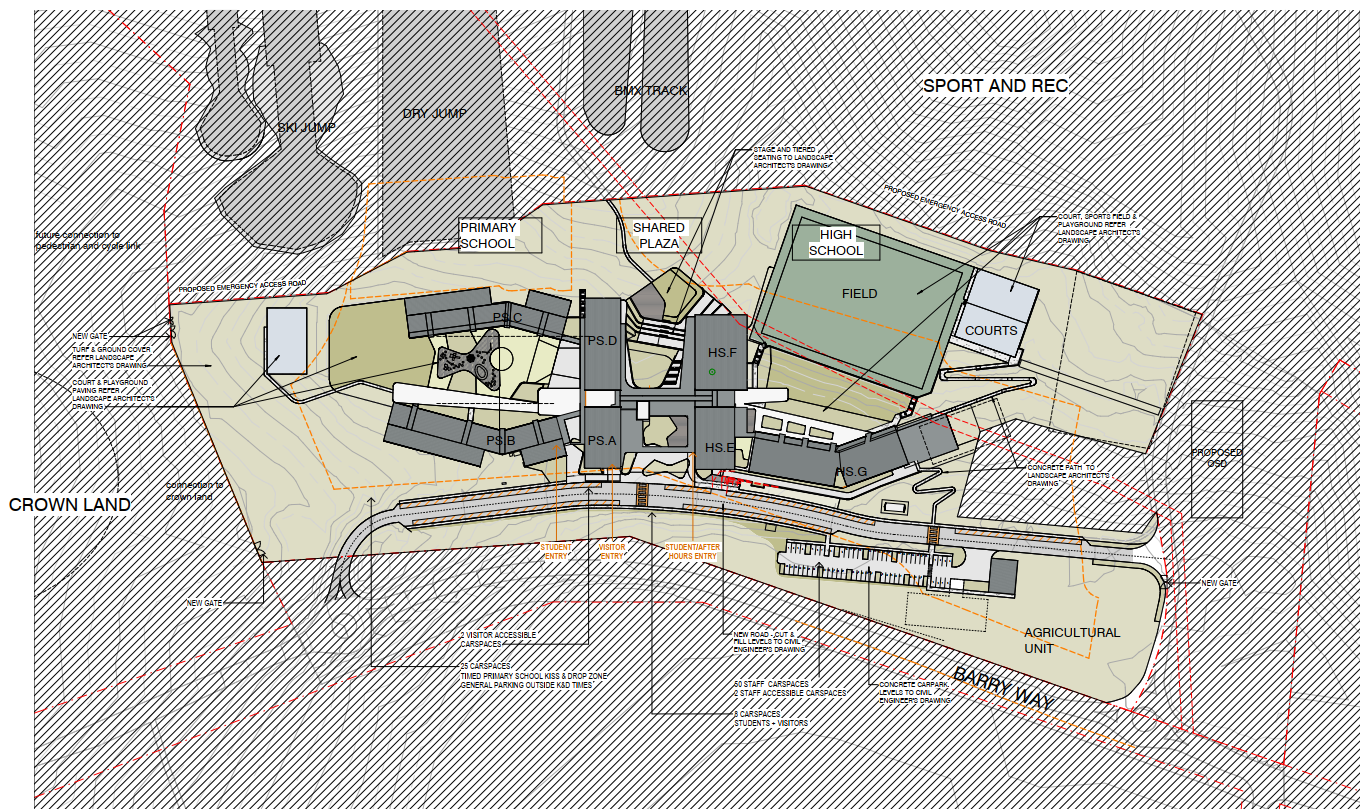 SPORT AND REC
BMX TRACK
DRY JUMP
SKI JUMP
STAGE AND TIERED
SEATING TO LANDSCAPE
ARCHITECT'S DRAWING
PROPOSED EMERGENCY ACCESS ROAD
COURT, SPORTS FIELD &
PLAYGROUND REFER
LANDSCAPE ARCHITECT'S
DRAWING
PRIMARY
SCHOOL
SHARED
PLAZA
HIGH
SCHOOL
future connection to
pedestrian and cycle link
PROPOSED EMERGENCY ACCESS ROAD
FIELD
COURTS
PS.C
PS.D
HS.F
NEW GATE
TURF & GROUND COVER
REFER LANDSCAPE
ARCHITECT'S DRAWING
COURT & PLAYGROUND
PAVING REFER
LANDSCAPE ARCHITECT'S
DRAWING
PS.B
PS.A
HS.E
HS.G
PROPOSED
OSD
CONCRETE PATH TO
LANDSCAPE ARCHITECT'S
DRAWING
connection to
crown land
CROWN LAND
STUDENT
ENTRY
VISITOR
ENTRY
STUDENT/AFTER
HOURS ENTRY
NEW GATE
NEW GATE
2 VISITOR ACCESSIBLE
CARSPACES
NEW ROAD - CUT &
FILL LEVELS TO CIVIL
ENGINEER'S DRAWING
AGRICULTURAL
UNIT
25 CARSPACES
TIMED PRIMARY SCHOOL KISS & DROP ZONE
GENERAL PARKING OUTSIDE K&D TIMES
BARRY WAY
50 STAFF CARSPACES
2 STAFF ACCESSIBLE CARSPACES
CONCRETE CARPARK
LEVELS TO CIVIL
ENGINEER'S DRAWING
CARSPACES
STUDENTS + VISITORS